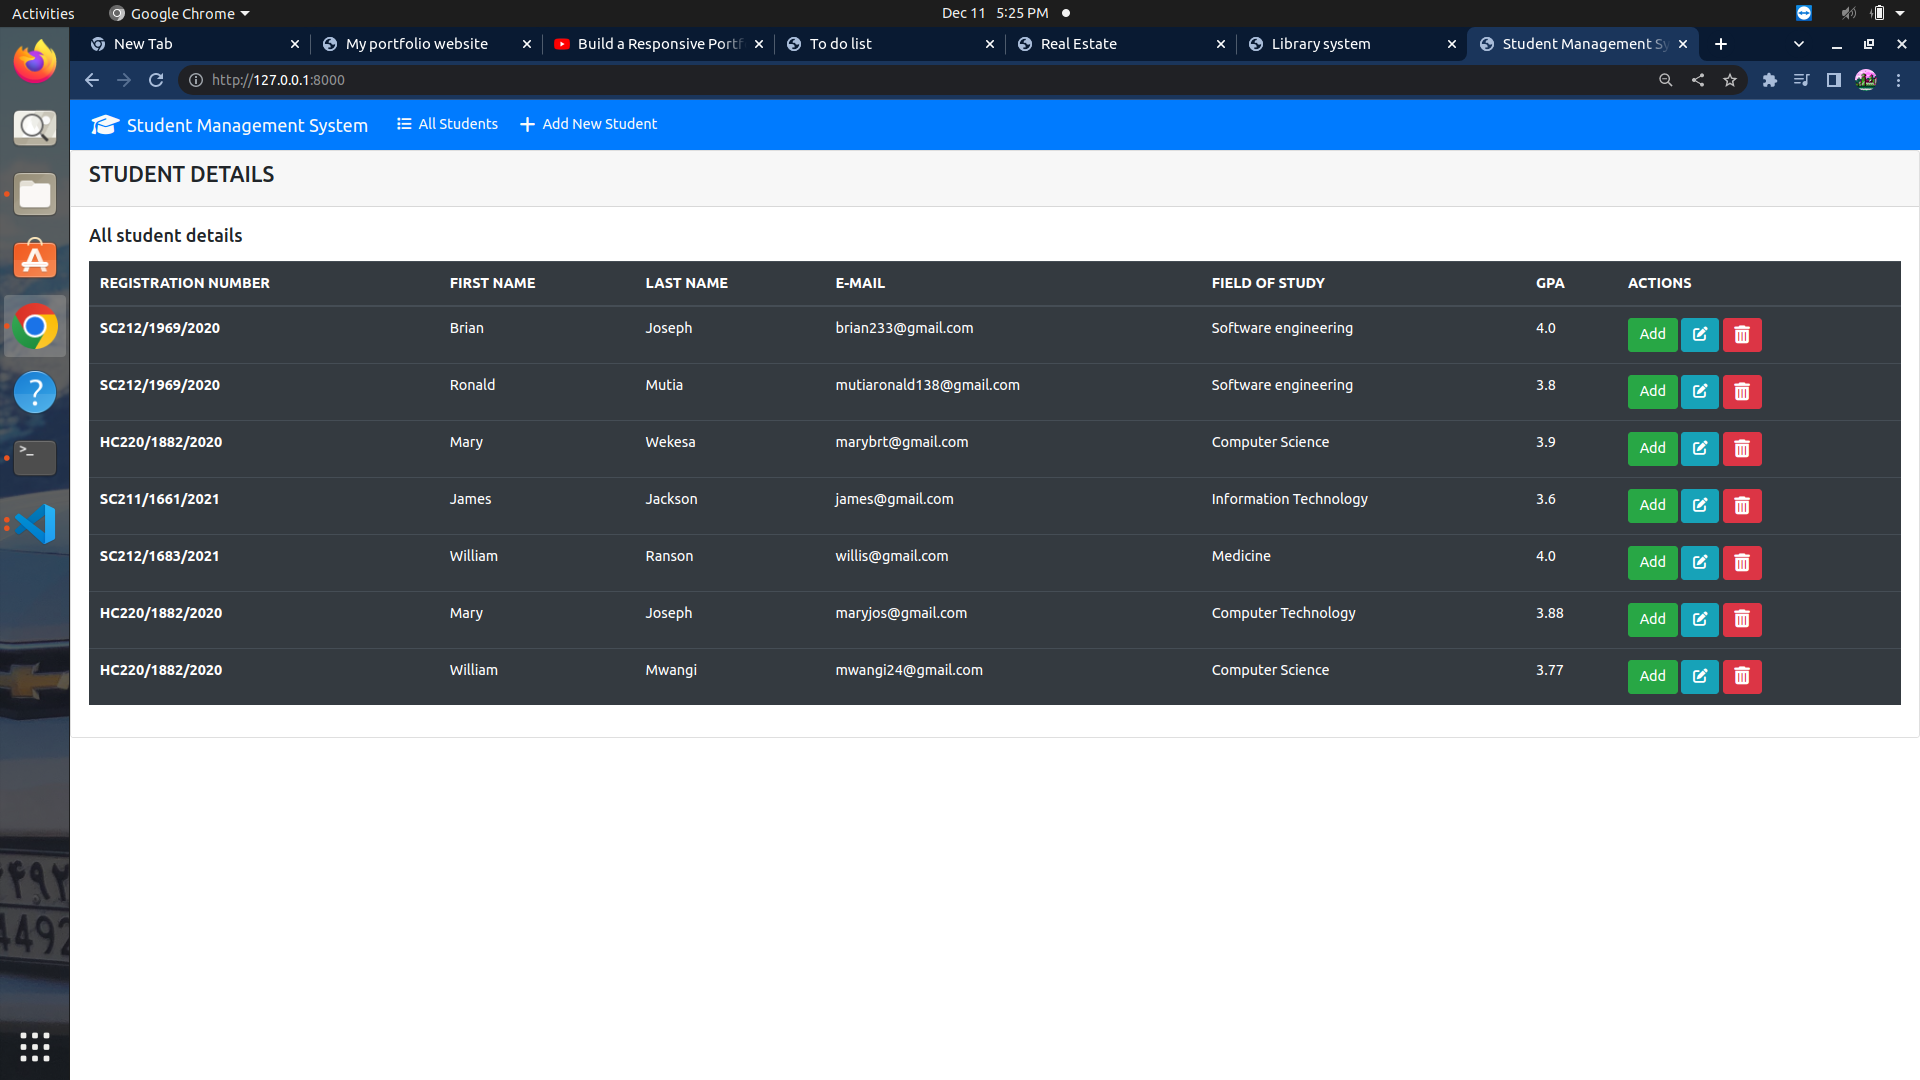 Activities Google Chrome Dec 11 5:25 PM
New Tab My portfolio website Build a Responsive Portf To do list Real Estate Library system Student Management Sy
http://127.0.0.1:8000
Student Management System All Students Add New Student
STUDENT DETAILS
All student details
REGISTRATION NUMBER FIRST NAME LAST NAME E-MAIL FIELD OF STUDY GPA ACTIONS
SC212/1969/2020 Brian Joseph brian233@gmail.com Software engineering 4.0 Add
SC212/1969/2020 Ronald Mutia mutiaronald138@gmail.com Software engineering 3.8 Add
HC220/1882/2020 Mary Wekesa marybrt@gmail.com Computer Science 3.9 Add
SC211/1661/2021 James Jackson james@gmail.com Information Technology 3.6 Add
SC212/1683/2021 William Ranson willis@gmail.com Medicine 4.0 Add
HC220/1882/2020 Mary Joseph maryjos@gmail.com Computer Technology 3.88 Add
HC220/1882/2020 William Mwangi mwangi24@gmail.com Computer Science 3.77 Add